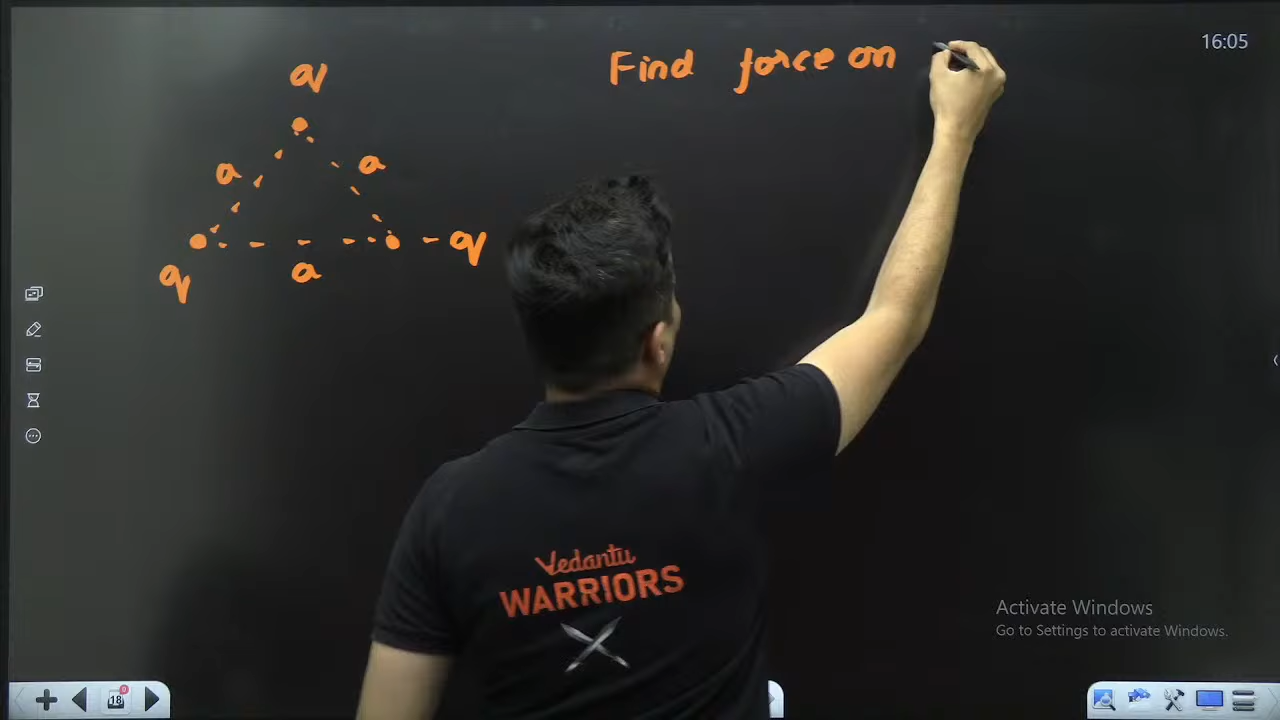 Find force on
16:05
q
a
a
q
q
a
Vedantu
WARRIORS
Activate Windows
Go to Settings to activate Windows.
18